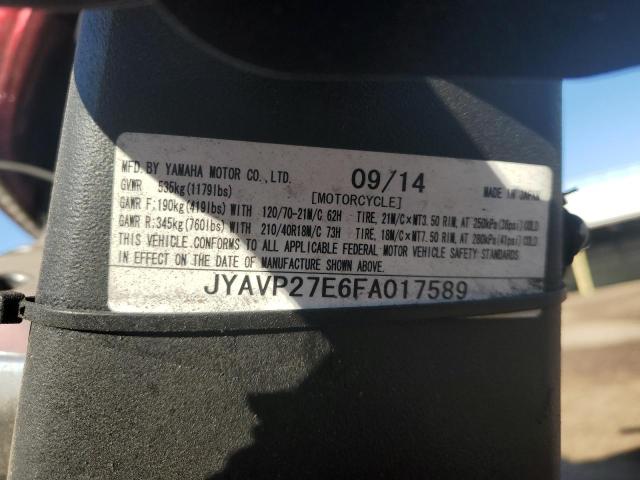 MFD. BY YAMAHA MOTOR CO., LTD. 09/14
GVWR 535kg(1179lbs) [MOTORCYCLE] MADE IN JAPAN
GAWR F:190kg(419lbs) WITH 120/70-21M/C 62H TIRE, 21M/C×MT3.50 RIM, AT 250kPa(36psi)COLD
GAWR R:345kg(760lbs) WITH 210/40R18M/C 73H TIRE, 18M/C×MT7.50 RIM, AT 280kPa(41psi)COLD
THIS VEHICLE CONFORMS TO ALL APPLICABLE FEDERAL MOTOR VEHICLE SAFETY STANDARDS
IN EFFECT ON THE DATE OF MANUFACTURE SHOWN ABOVE.
JYAVP27E6FA017589